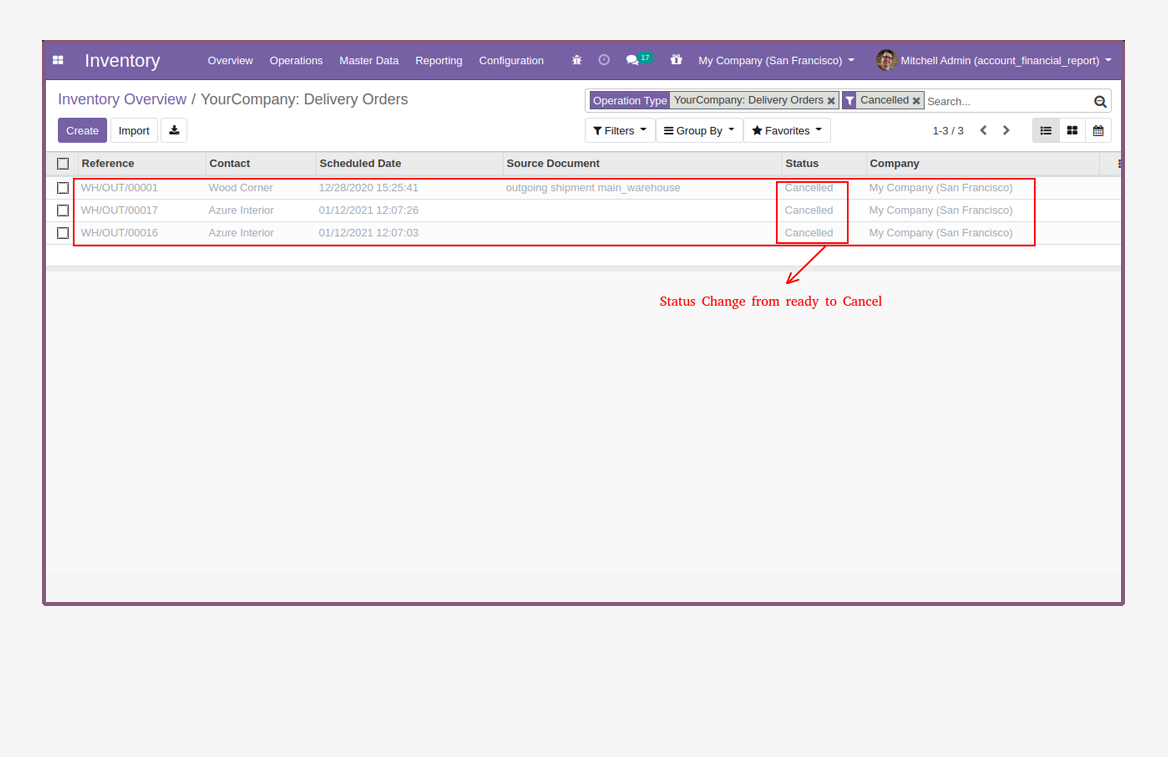 Inventory Overview Operations Master Data Reporting Configuration 17 My Company (San Francisco) Mitchell Admin (account_financial_report)
Inventory Overview / YourCompany: Delivery Orders Operation Type YourCompany: Delivery Orders Cancelled Search...
Create Import Filters Group By Favorites 1-3 / 3
Reference Contact Scheduled Date Source Document Status Company
WH/OUT/00001 Wood Corner 12/28/2020 15:25:41 outgoing shipment main_warehouse Cancelled My Company (San Francisco)
WH/OUT/00017 Azure Interior 01/12/2021 12:07:26 Cancelled My Company (San Francisco)
WH/OUT/00016 Azure Interior 01/12/2021 12:07:03 Cancelled My Company (San Francisco)
Status Change from ready to Cancel